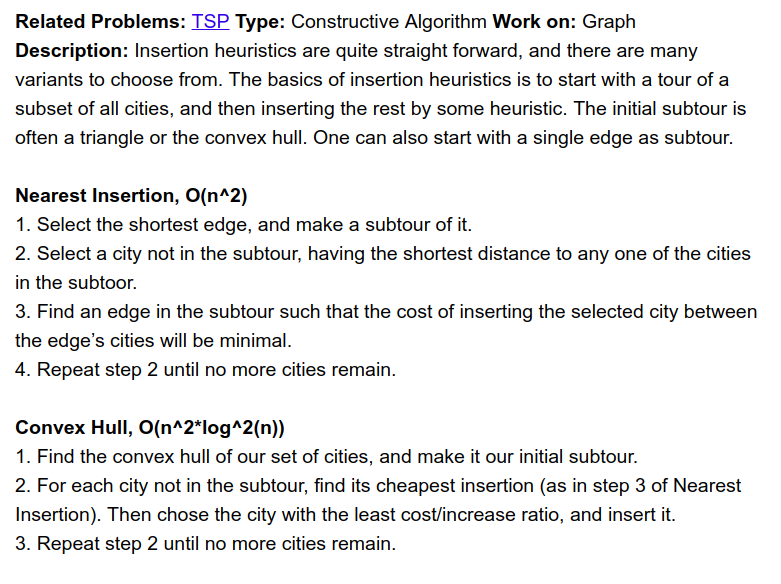 Related Problems: TSP Type: Constructive Algorithm Work on: Graph
Description: Insertion heuristics are quite straight forward, and there are many
variants to choose from. The basics of insertion heuristics is to start with a tour of a
subset of all cities, and then inserting the rest by some heuristic. The initial subtour is
often a triangle or the convex hull. One can also start with a single edge as subtour.
Nearest Insertion, O(n^2)
1. Select the shortest edge, and make a subtour of it.
2. Select a city not in the subtour, having the shortest distance to any one of the cities
in the subtoor.
3. Find an edge in the subtour such that the cost of inserting the selected city between
the edge’s cities will be minimal.
4. Repeat step 2 until no more cities remain.
Convex Hull, O(n^2*log^2(n))
1. Find the convex hull of our set of cities, and make it our initial subtour.
2. For each city not in the subtour, find its cheapest insertion (as in step 3 of Nearest
Insertion). Then chose the city with the least cost/increase ratio, and insert it.
3. Repeat step 2 until no more cities remain.